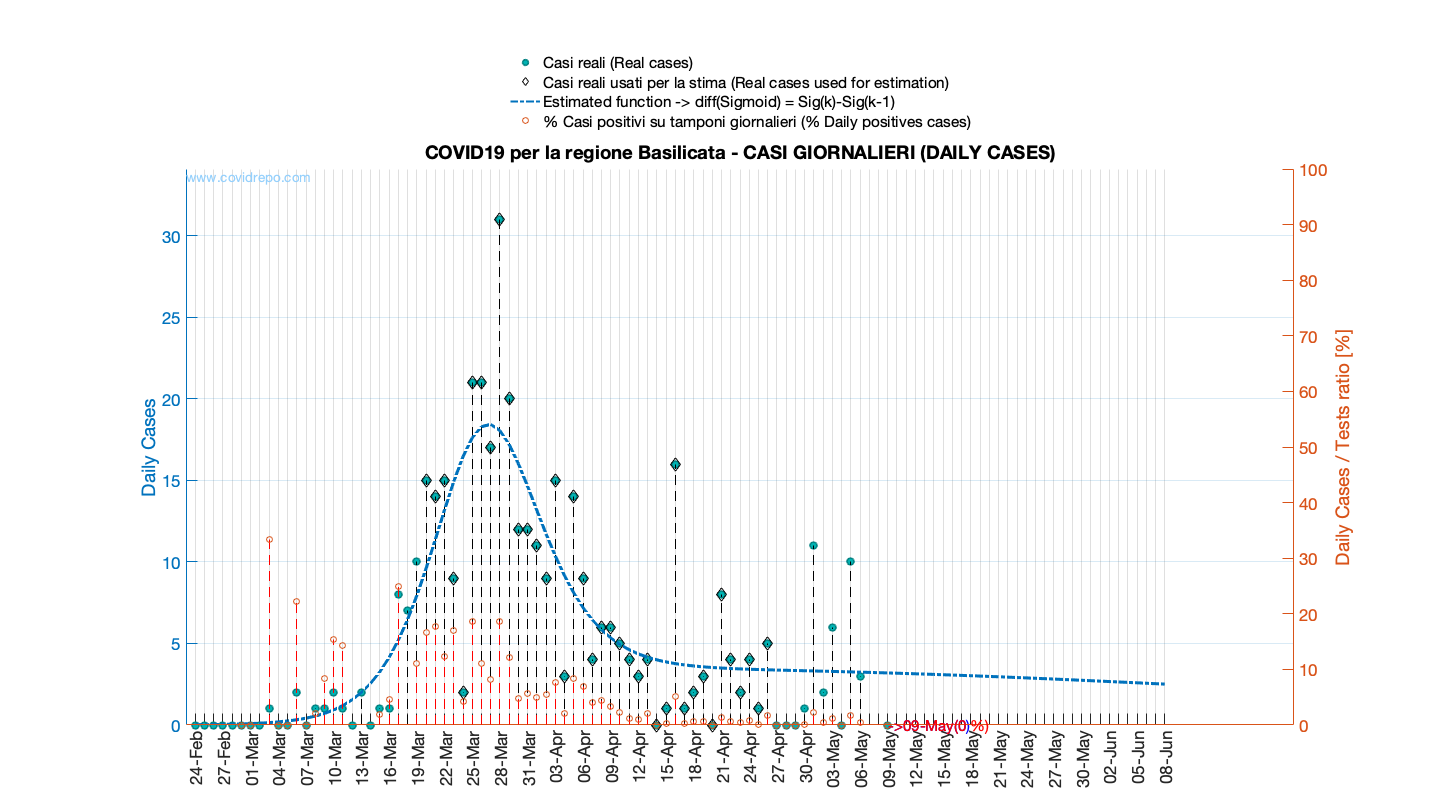 Casi reali (Real cases)
Casi reali usati per la stima (Real cases used for estimation)
Estimated function -> diff(Sigmoid) = Sig(k)-Sig(k-1)
% Casi positivi su tamponi giornalieri (% Daily positives cases)
COVID19 per la regione Basilicata - CASI GIORNALIERI (DAILY CASES)
www.covidrepo.com
Daily Cases
30
25
20
15
10
5
0
100
90
80
70
60
50
40
30
20
10
0
Daily Cases / Tests ratio [%]
24-Feb
27-Feb
01-Mar
04-Mar
07-Mar
10-Mar
13-Mar
16-Mar
19-Mar
22-Mar
25-Mar
28-Mar
31-Mar
03-Apr
06-Apr
09-Apr
12-Apr
15-Apr
18-Apr
21-Apr
24-Apr
27-Apr
30-Apr
03-May
06-May
09-May
12-May
15-May
18-May
21-May
24-May
27-May
30-May
02-Jun
05-Jun
08-Jun